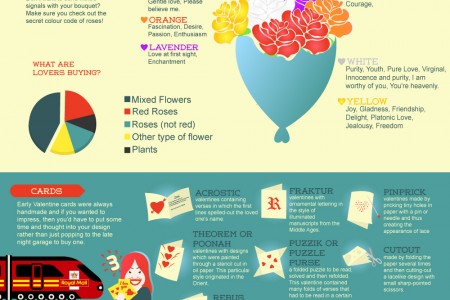 signals with your bouquet?
Make sure you check out the
secret colour code of roses!
Gentle love, Please
believe me.
ORANGE
Fascination, Desire,
Passion, Enthusiasm
LAVENDER
Love at first sight,
Enchantment
Courage,
WHITE
Purity, Youth, Pure Love, Virginal,
Innocence and purity, I am
worthy of you, You're heavenly.
YELLOW
Joy, Gladness, Friendship,
Delight, Platonic Love,
Jealousy, Freedom
WHAT ARE
LOVERS BUYING?
Mixed Flowers
Red Roses
Roses (not red)
Other type of flower
Plants
CARDS
Early Valentine cards were always
handmade and if you wanted to
impress, then you'd have to put some
time and thought into your design
rather than just popping to the late
night garage to buy one.
Royal Mail
ACROSTIC
valentines containing
verses in which the first
lines spelled-out the loved
one's name.
FRAKTUR
valentines with
ornamental lettering in
the style of illuminated
manuscripts from the
Middle Ages.
PINPRICK
valentines made by
pricking tiny holes in
paper with a pin or
needle and thus
creating the
appearance of lace
THEOREM OR
POONAH
valentines with designs
which were painted
through a stencil cut in
oil paper. This particular
style originated in the
Orient
PUZZIK OR
PUZZLE
PURSE
a folded puzzle to be read,
solved and then refolded.
This valentine contained
many folds of verses that
had to be read in a certain
CUTOUT
made by folding the
paper several times
and then cutting-out
a lacelike design
with small sharp-
pointed scissors.
REBUS